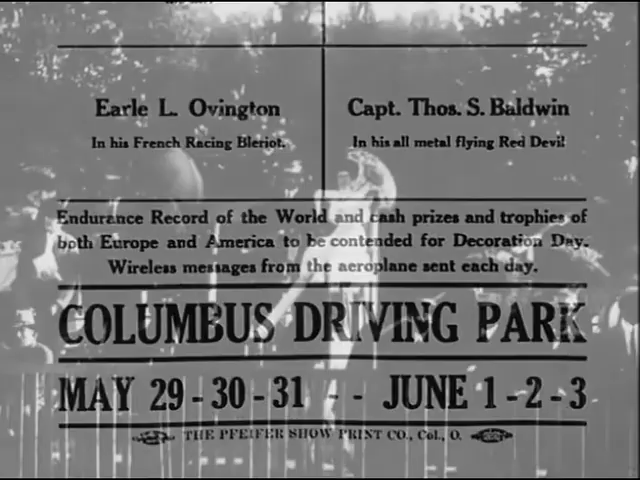 Earle L. Ovington
In his French Racing Bleriot.
Capt. Thos. S. Baldwin
In his all metal flying Red Devil
Endurance Record of the World and cash prizes and trophies of
both Europe and America to be contended for Decoration Day.
Wireless messages from the aeroplane sent each day.
COLUMBUS DRIVING PARK
MAY 29-30-31 -- JUNE 1-2-3
THE PFEIFER SHOW PRINT CO., Col., O.